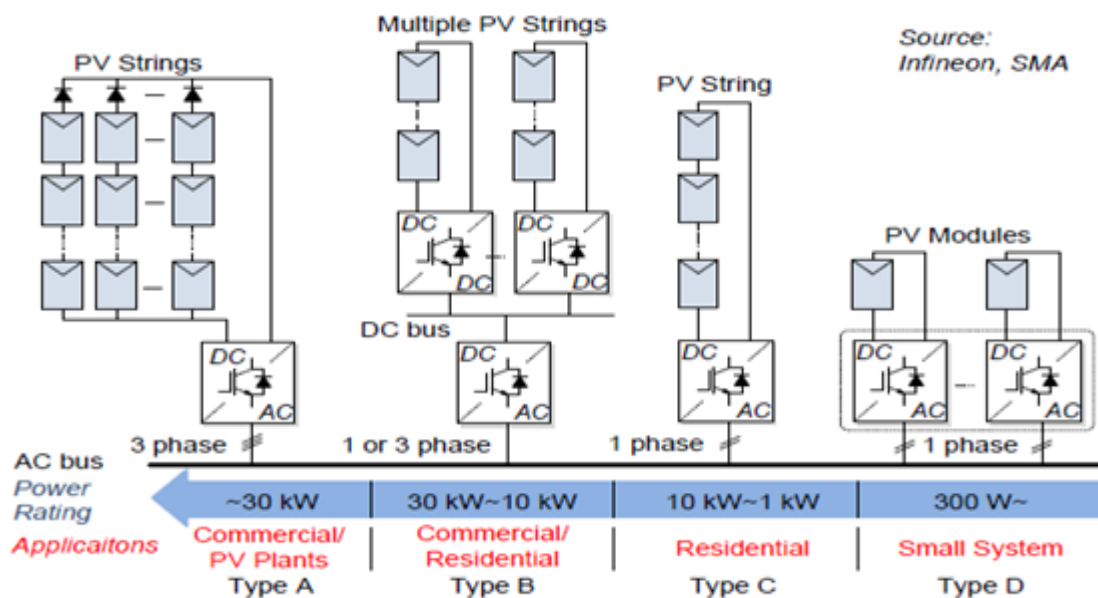 Multiple PV Strings
Source:
Infineon, SMA
PV Strings
PV String
PV Modules
DC
DC
DC
DC
DC bus
DC
AC
DC
AC
DC
AC
DC
AC
DC
AC
3 phase
1 or 3 phase
1 phase
1 phase
AC bus
Power
Rating
~30 kW
30 kW~10 kW
10 kW~1 kW
300 W~
Applicaitons
Commercial/
PV Plants
Commercial/
Residential
Residential
Small System
Type A
Type B
Type C
Type D